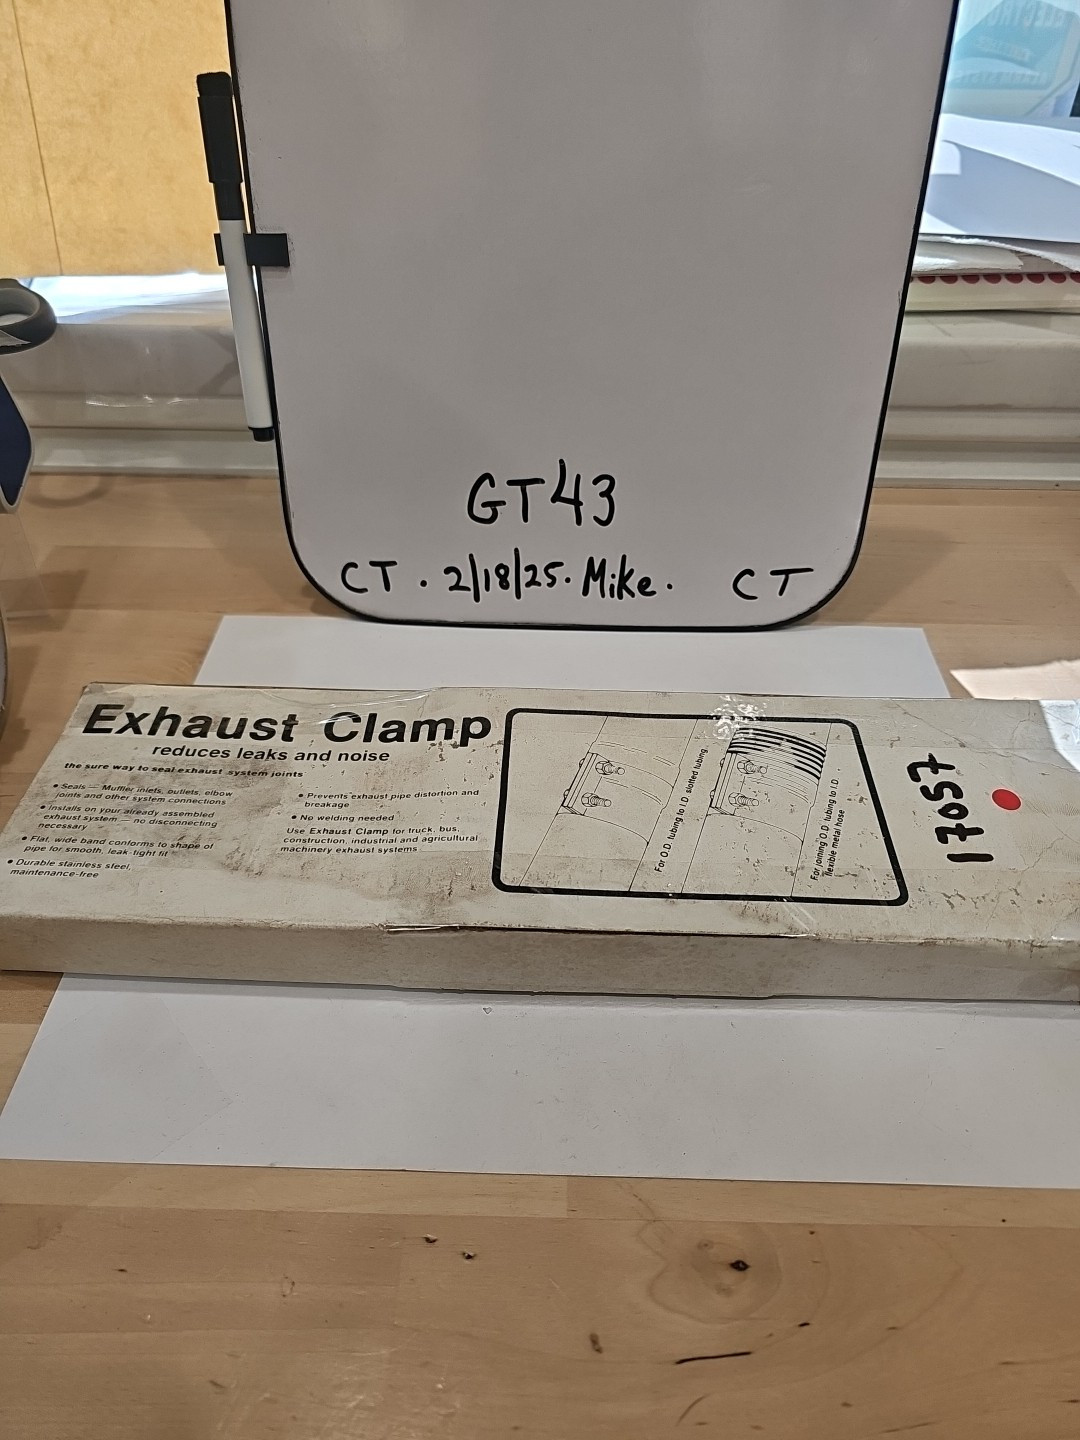 GT43
CT. 2/18/25. Mike. CT
Exhaust Clamp
reduces leaks and noise
the sure way to seal exhaust system joints
• Seals — Muffler inlets, outlets, elbow
joints and other system connections
• Installs on your already assembled
exhaust system — no disconnecting
necessary
• Flat, wide band conforms to shape of
pipe for smooth, leak-tight fit
• Durable stainless steel,
maintenance-free
• Prevents exhaust pipe distortion and
breakage
• No welding needed
Use Exhaust Clamp for truck, bus,
construction, industrial and agricultural
machinery exhaust systems
For O.D. tubing to I.D. slotted tubing.
For joining O.D. tubing to I.D.
flexible metal hose
17057